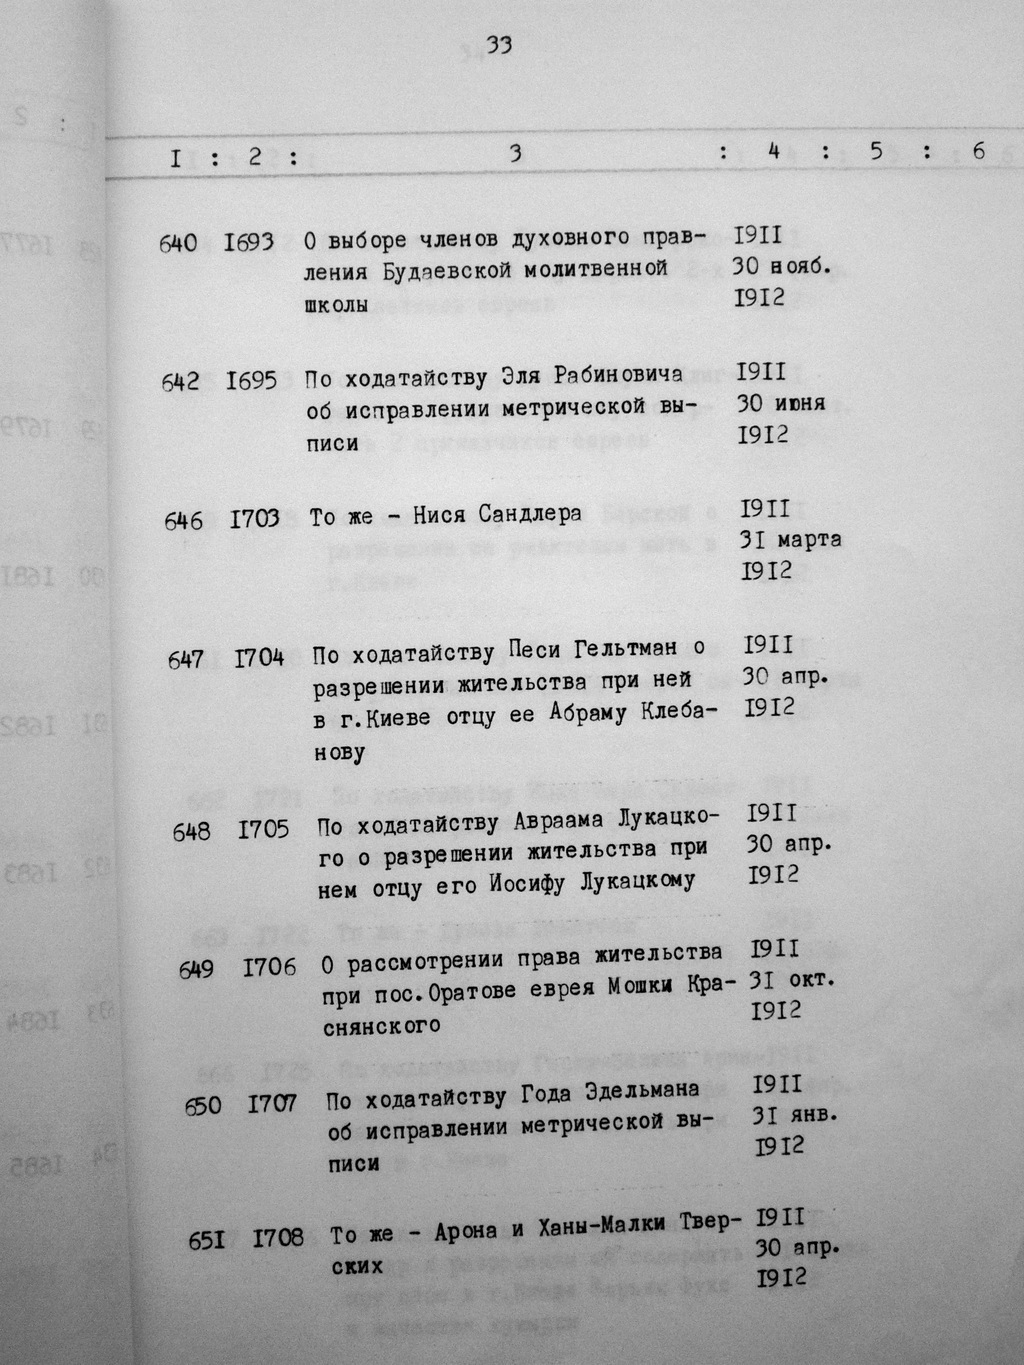 33
I : 2 : 3 : 4 : 5 : 6
640 I693 О выборе членов духовного прав- I9II
ления Будаевской молитвенной 30 нояб.
школы I9I2
642 I695 По ходатайству Эля Рабиновича I9II
об исправлении метрической вы- 30 июня
писи I9I2
646 I703 То же - Нися Сандлера I9II
3I марта
I9I2
647 I704 По ходатайству Песи Гельтман о I9II
разрешении жительства при ней 30 апр.
в г.Киеве отцу ее Абраму Клеба- I9I2
нову
648 I705 По ходатайству Авраама Лукацко- I9II
го о разрешении жительства при 30 апр.
нем отцу его Иосифу Лукацкому I9I2
649 I706 О рассмотрении права жительства I9II
при пос.Оратове еврея Мошки Кра- 3I окт.
снянского I9I2
650 I707 По ходатайству Года Эдельмана I9II
об исправлении метрической вы- 3I янв.
писи I9I2
65I I708 То же - Арона и Ханы-Малки Твер- I9II
ских 30 апр.
I9I2